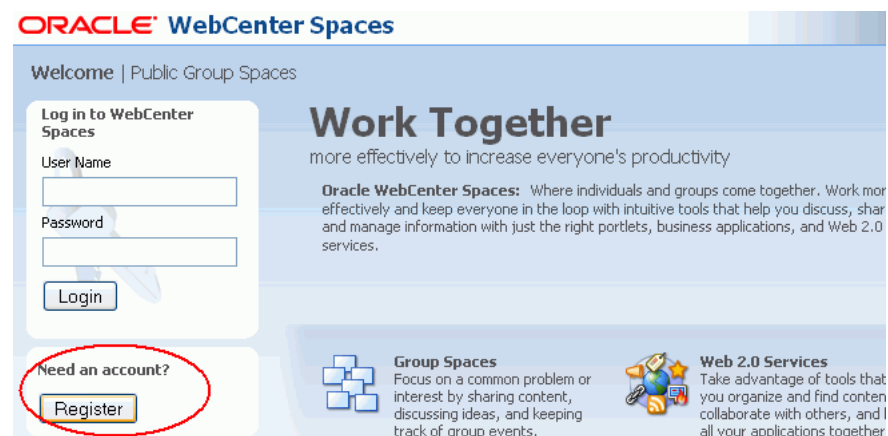 ORACLE WebCenter Spaces
Welcome | Public Group Spaces
Log in to WebCenter
Spaces
User Name
Password
Login
Need an account?
Register
Work Together
more effectively to increase everyone's productivity
Oracle WebCenter Spaces: Where individuals and groups come together. Work mor
effectively and keep everyone in the loop with intuitive tools that help you discuss, shar
and manage information with just the right portlets, business applications, and Web 2.0
services.
Group Spaces
Focus on a common problem or
interest by sharing content,
discussing ideas, and keeping
track of group events.
Web 2.0 Services
Take advantage of tools that
you organize and find conten
collaborate with others, and
all your applications together